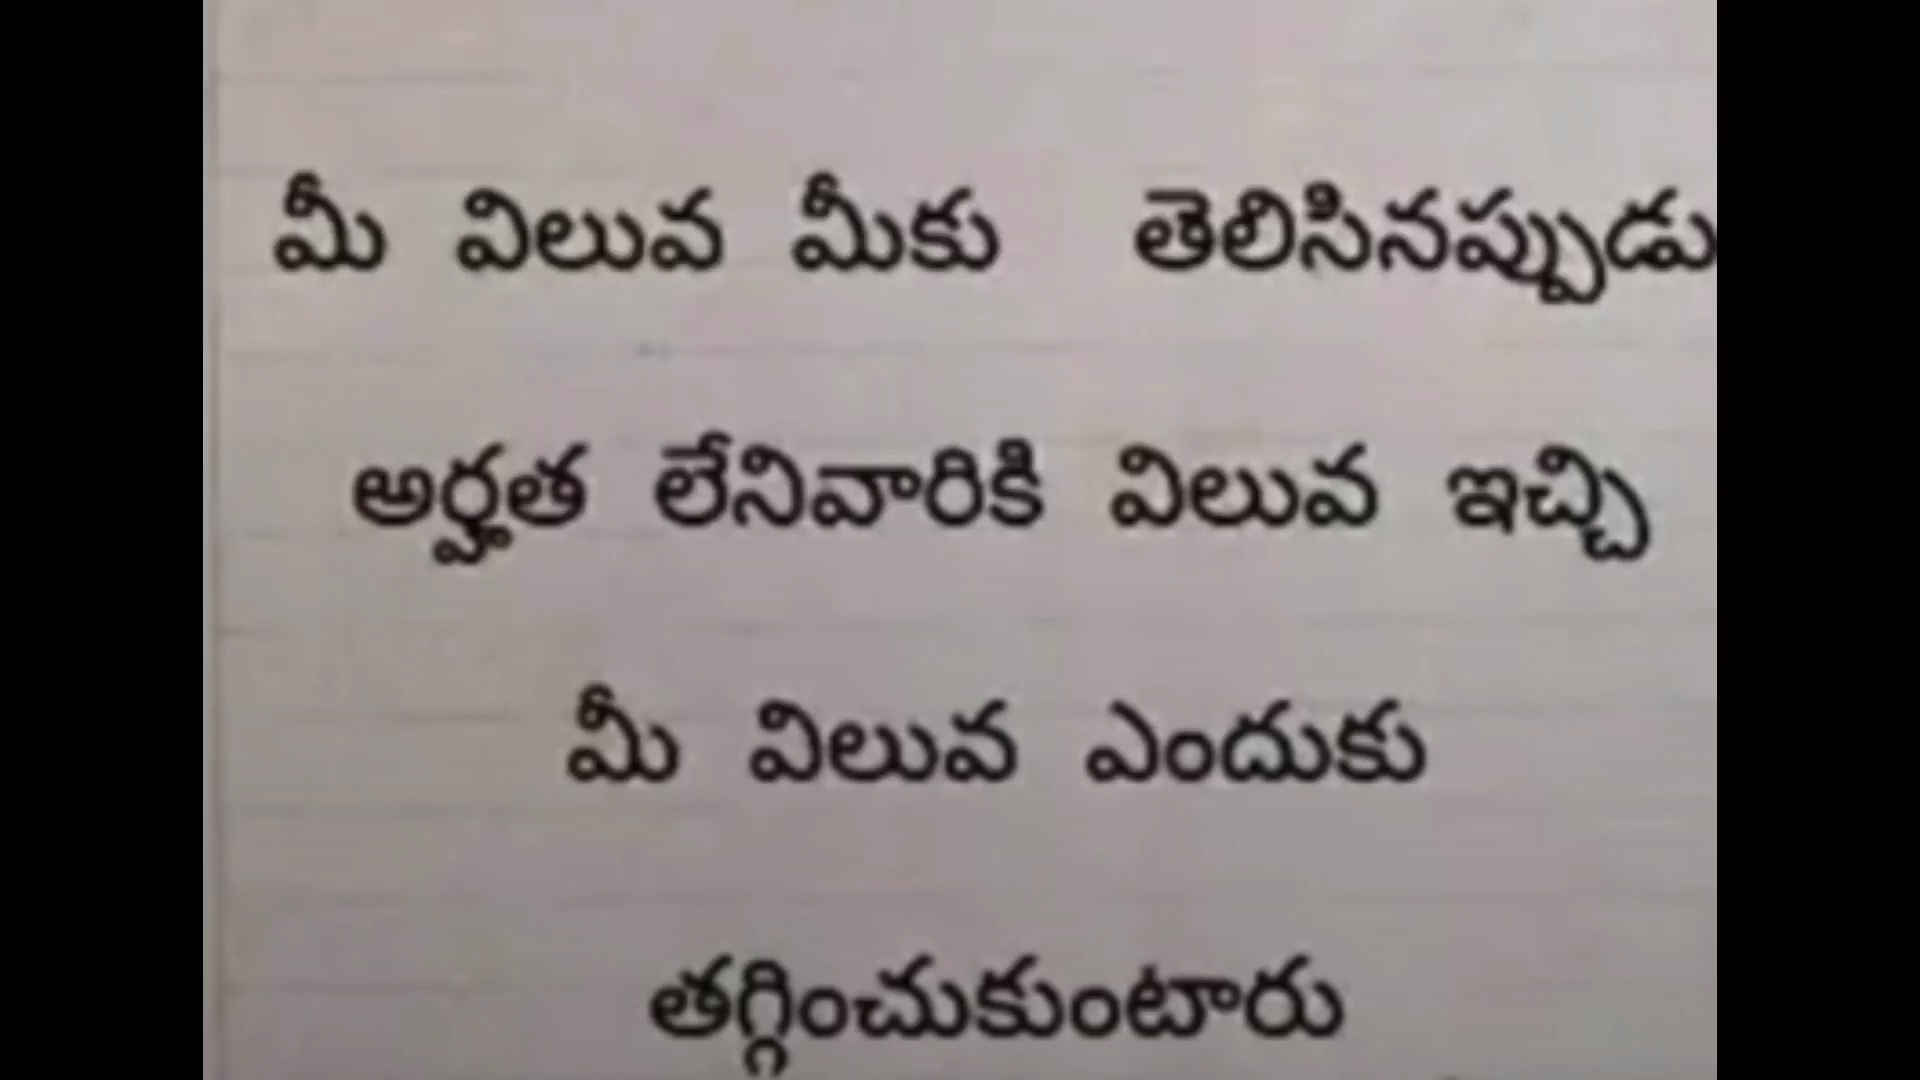 మీ విలువ మీకు తెలిసినప్పుడు
అర్హత లేనివారికి విలువ ఇచ్చి
మీ విలువ ఎందుకు
తగ్గించుకుంటారు